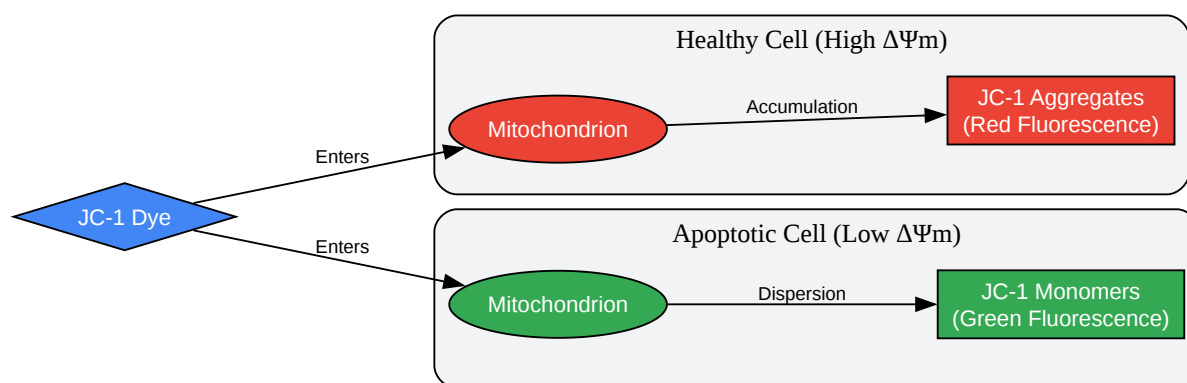 Healthy Cell (High ΔΨm)
Mitochondrion
Accumulation
JC-1 Aggregates
(Red Fluorescence)
Enters
JC-1 Dye
Enters
Apoptotic Cell (Low ΔΨm)
Mitochondrion
Dispersion
JC-1 Monomers
(Green Fluorescence)